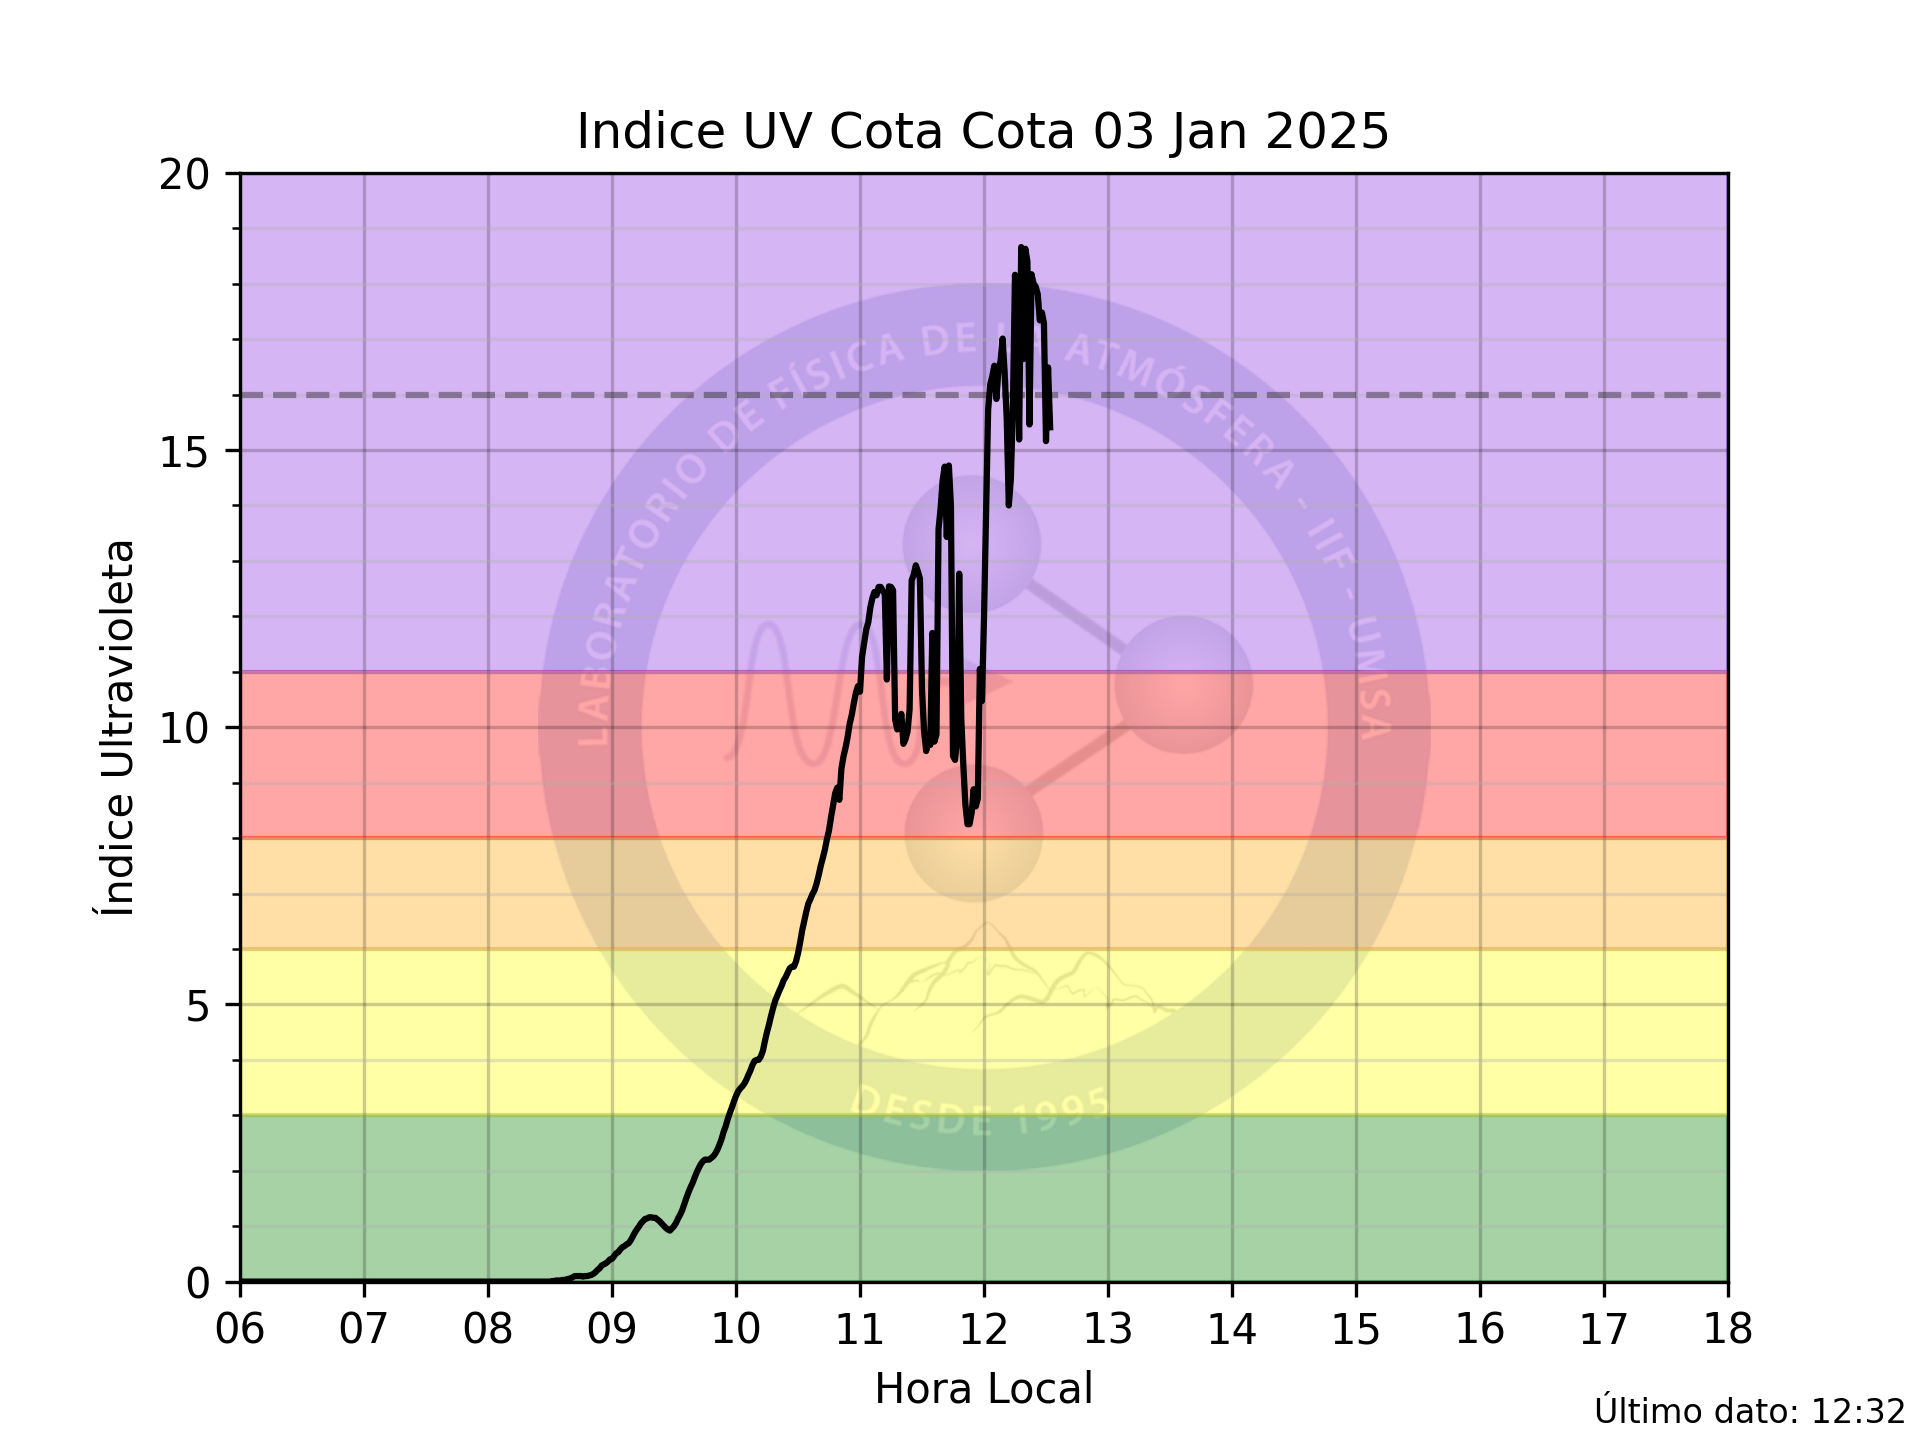 Indice UV Cota Cota 03 Jan 2025
20
15
10
5
0
Índice Ultravioleta
LABORATORIO DE FÍSICA DE LA ATMÓSFERA - IIF - UMSA
DESDE 1995
06 07 08 09 10 11 12 13 14 15 16 17 18
Hora Local
Último dato: 12:32